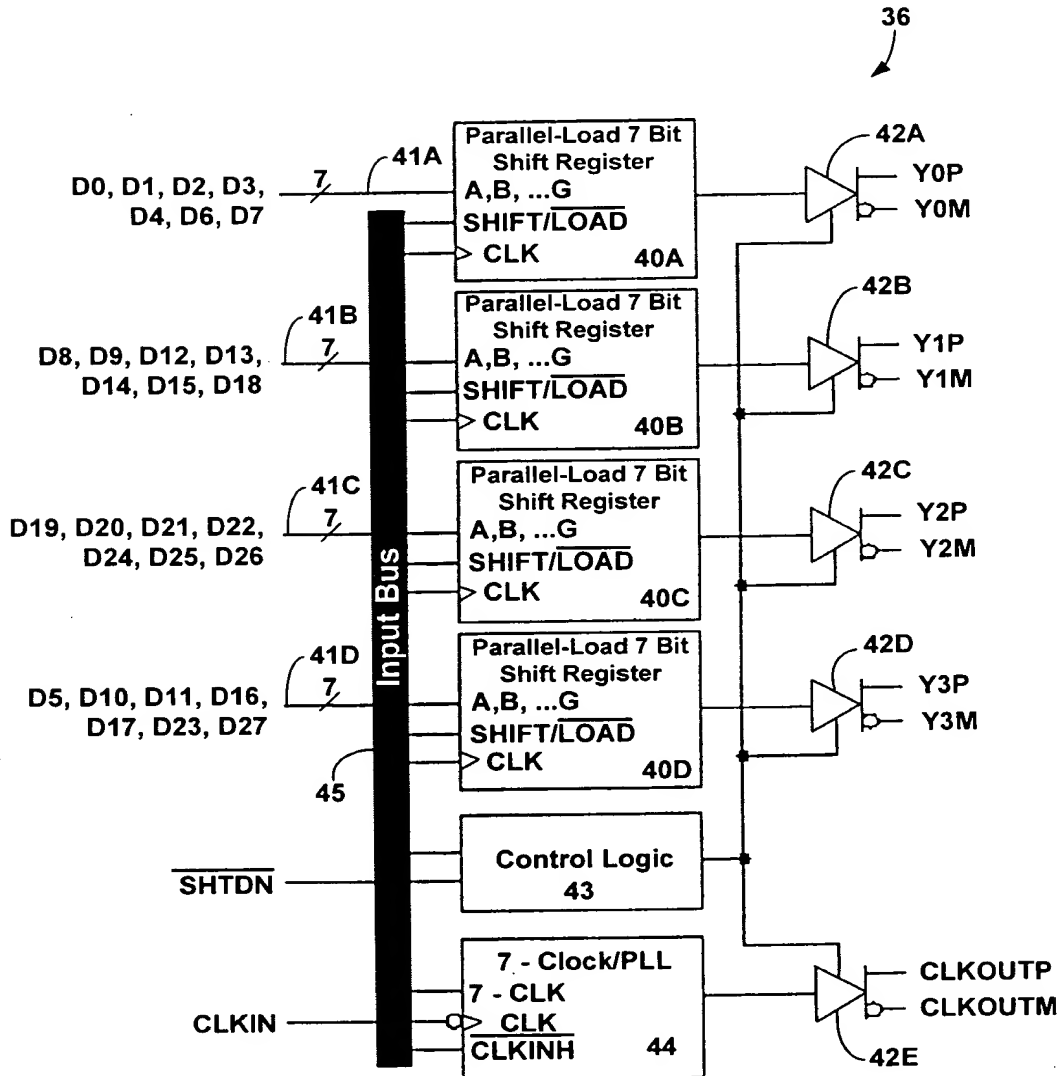 36
Parallel-Load 7 Bit
Shift Register
A,B, ...G
SHIFT/LOAD
CLK
40A
41A
7
D0, D1, D2, D3,
D4, D6, D7
42A
Y0P
Y0M
Parallel-Load 7 Bit
Shift Register
A,B, ...G
SHIFT/LOAD
CLK
40B
41B
7
D8, D9, D12, D13,
D14, D15, D18
42B
Y1P
Y1M
Parallel-Load 7 Bit
Shift Register
A,B, ...G
SHIFT/LOAD
CLK
40C
41C
7
D19, D20, D21, D22,
D24, D25, D26
42C
Y2P
Y2M
Parallel-Load 7 Bit
Shift Register
A,B, ...G
SHIFT/LOAD
CLK
40D
41D
7
D5, D10, D11, D16,
D17, D23, D27
42D
Y3P
Y3M
Input Bus
45
SHTDN
Control Logic
43
7 - Clock/PLL
7 - CLK
CLK
CLKINH
44
CLKIN
CLKOUTP
CLKOUTM
42E